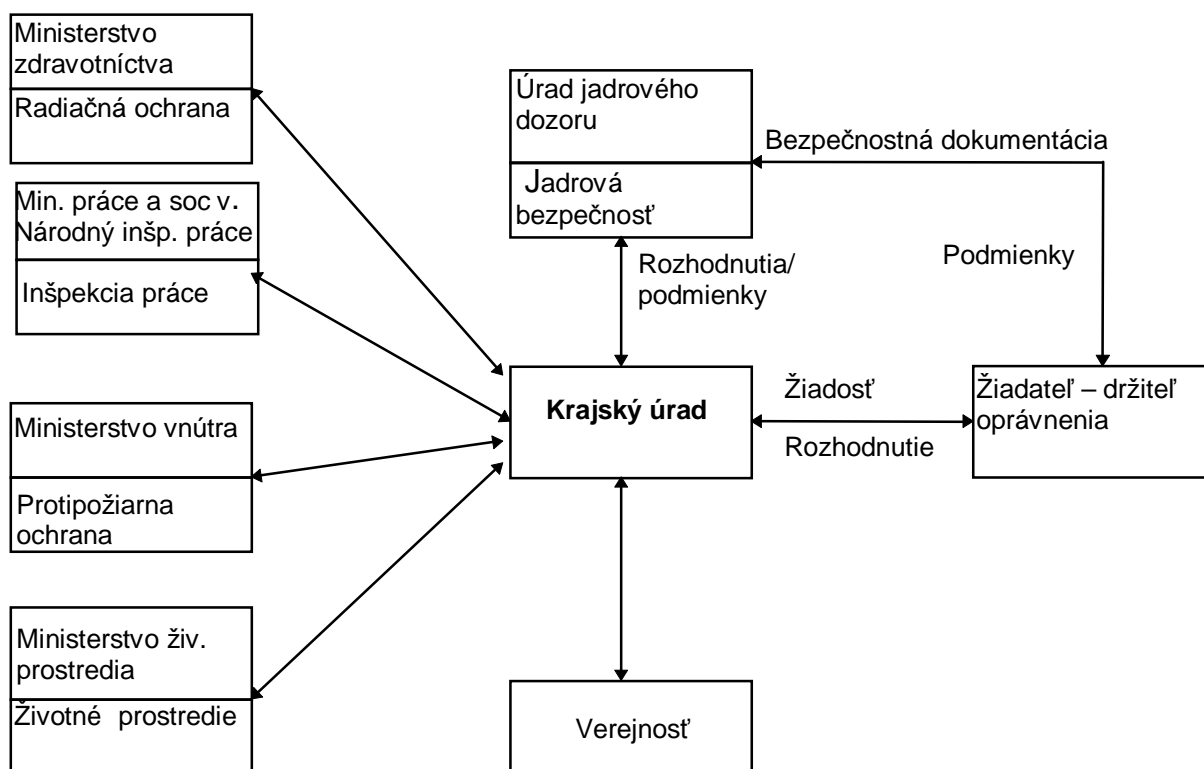 Ministerstvo
zdravotníctva
Radiačná ochrana
Min. práce a soc v.
Národný inšp. práce
Inšpekcia práce
Ministerstvo vnútra
Protipožiarna
ochrana
Ministerstvo živ.
prostredia
Životné prostredie
Úrad jadrového
dozoru
Jadrová
bezpečnosť
Rozhodnutia/
podmienky
Krajský úrad
Verejnosť
Bezpečnostná dokumentácia
Podmienky
Žiadosť
Rozhodnutie
Žiadateľ – držiteľ
oprávnenia